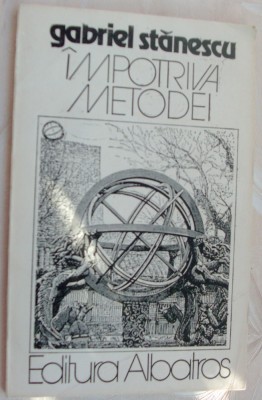 gabriel stănescu
ÎMPOTRIVA
METODEI
Editura Albatros